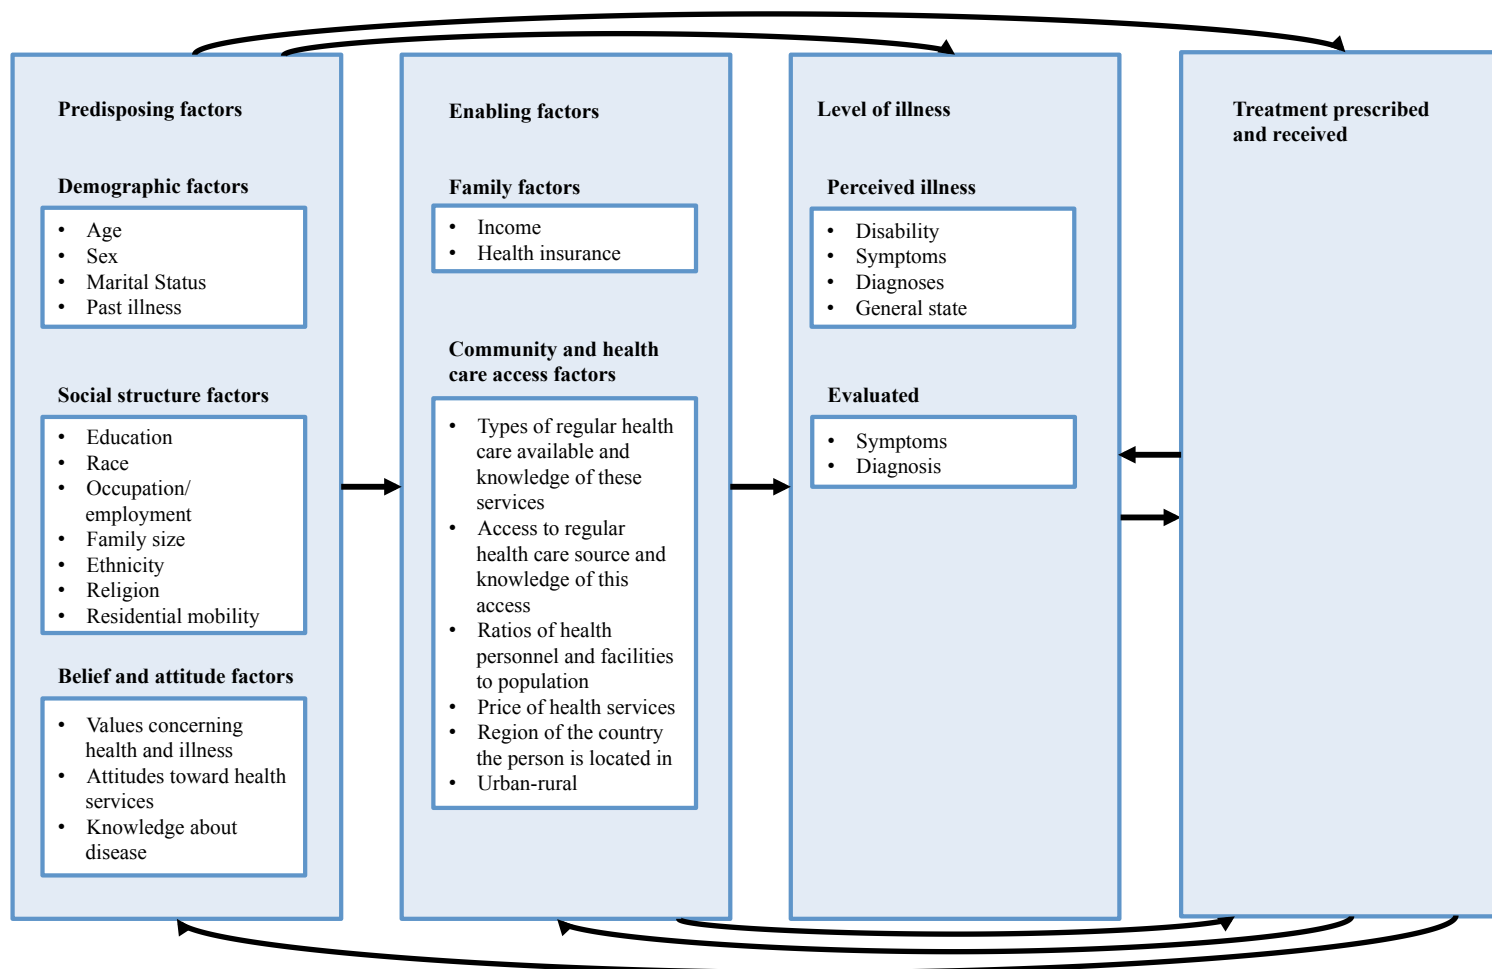 Predisposing factors
Demographic factors
• Age
• Sex
• Marital Status
• Past illness
Social structure factors
• Education
• Race
• Occupation/
employment
• Family size
• Ethnicity
• Religion
• Residential mobility
Belief and attitude factors
• Values concerning
health and illness
• Attitudes toward health
services
• Knowledge about
disease
Enabling factors
Family factors
• Income
• Health insurance
Community and health
care access factors
• Types of regular health
care available and
knowledge of these
services
• Access to regular
health care source and
knowledge of this
access
• Ratios of health
personnel and facilities
to population
• Price of health services
• Region of the country
the person is located in
• Urban-rural
Level of illness
Perceived illness
• Disability
• Symptoms
• Diagnoses
• General state
Evaluated
• Symptoms
• Diagnosis
Treatment prescribed
and received